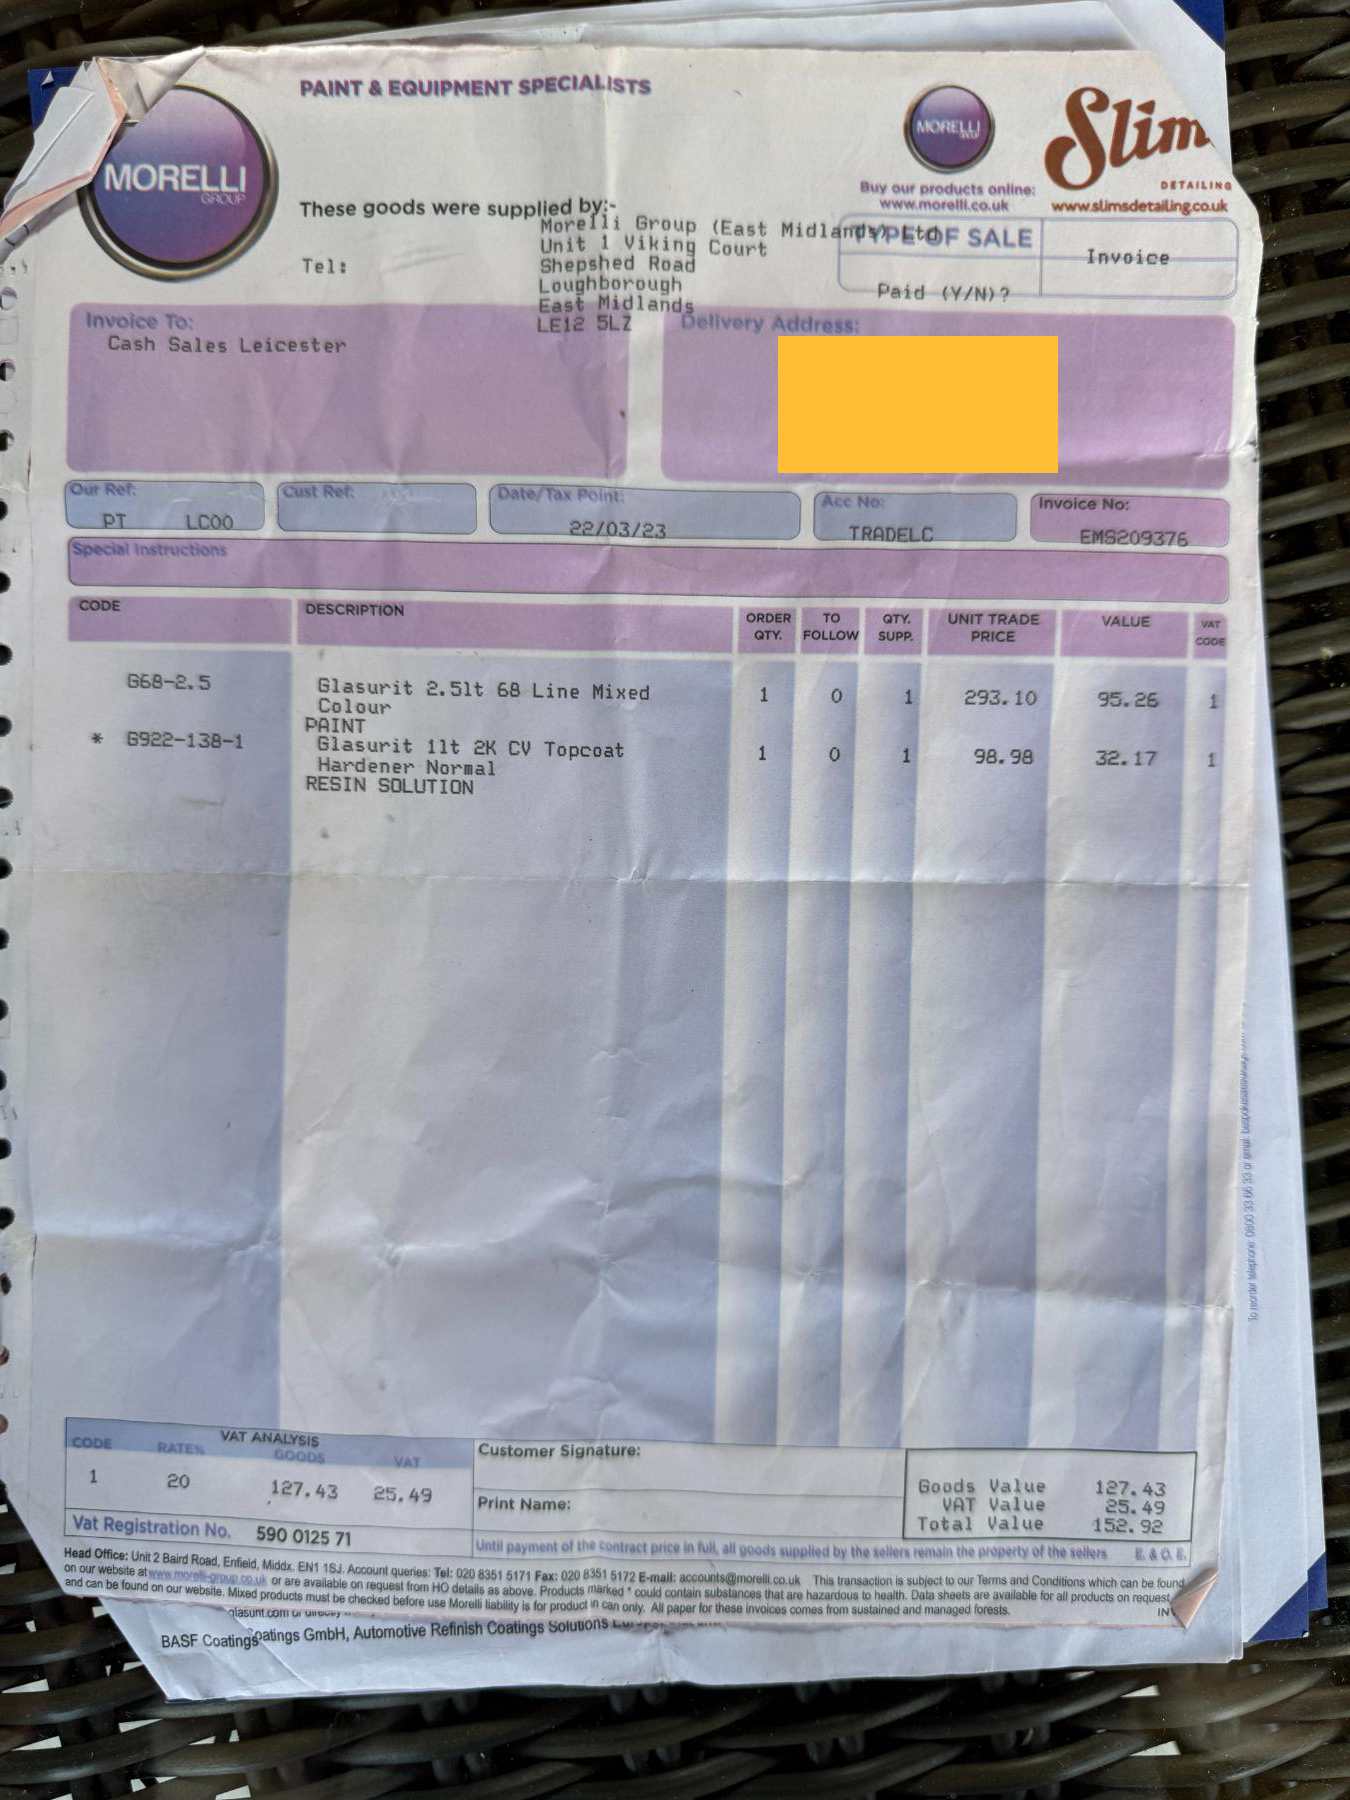 PAINT & EQUIPMENT SPECIALISTS
MORELLI
GROUP
MORELLI
GROUP
Slim
DETAILING
Buy our products online:
www.morelli.co.uk
www.slimsdetailing.co.uk
These goods were supplied by:-
Morelli Group (East Midlands) Ltd
Unit 1 Viking Court
Shepshed Road
Loughborough
East Midlands
LE12 5LZ
Tel:
TYPE OF SALE
Invoice
Paid (Y/N)?
Invoice To:
Cash Sales Leicester
Delivery Address:
Our Ref:
PT LC00
Cust Ref:
Date/Tax Point:
22/03/23
Acc No:
TRADELC
Invoice No:
EMS209376
Special Instructions
CODE DESCRIPTION ORDER QTY. TO FOLLOW QTY. SUPP. UNIT TRADE PRICE VALUE VAT CODE
G68-2.5 Glasurit 2.5lt 68 Line Mixed 1 0 1 293.10 95.26 1
Colour
PAINT
* G922-138-1 Glasurit 1lt 2K CV Topcoat 1 0 1 98.98 32.17 1
Hardener Normal
RESIN SOLUTION
VAT ANALYSIS
CODE RATE% GOODS VAT
1 20 127.43 25.49
Vat Registration No. 590 0125 71
Customer Signature:
Print Name:
Goods Value 127.43
VAT Value 25.49
Total Value 152.92
Until payment of the contract price in full, all goods supplied by the sellers remain the property of the sellers E. & O. E.
Head Office: Unit 2 Baird Road, Enfield, Middx. EN1 1SJ. Account queries: Tel: 020 8351 5171 Fax: 020 8351 5172 E-mail: accounts@morelli.co.uk This transaction is subject to our Terms and Conditions which can be found
on our website at www.morelli-group.co.uk or are available on request from HO details as above. Products marked * could contain substances that are hazardous to health. Data sheets are available for all products on request
and can be found on our website. Mixed products must be checked before use Morelli liability is for product in can only. All paper for these invoices comes from sustained and managed forests.
IN
BASF Coatings oatings GmbH, Automotive Refinish Coatings Solutions
To reorder telephone: 0800 33 66 33 or email: